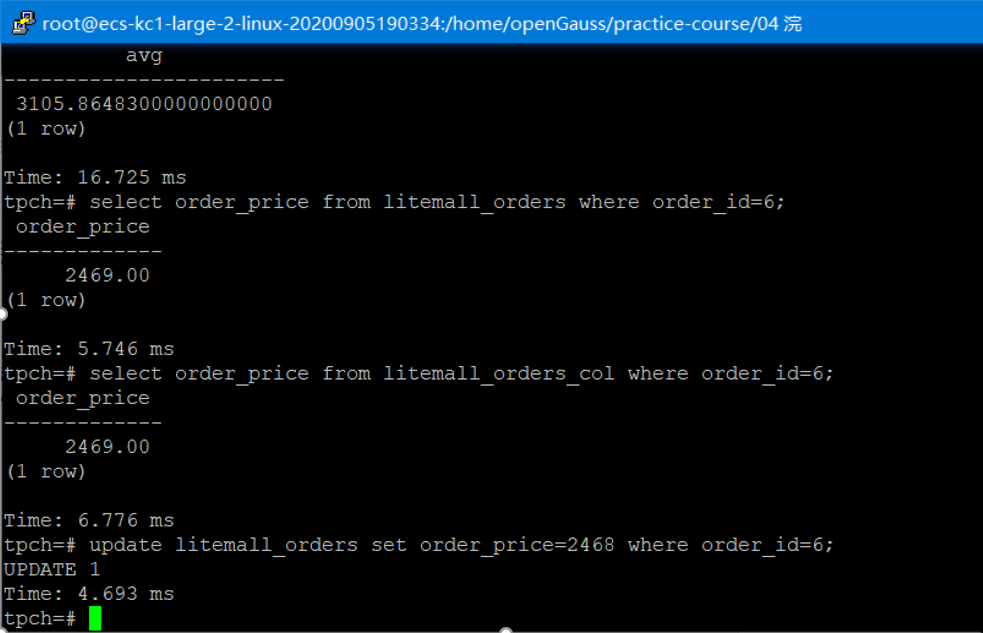 root@ecs-kc1-large-2-linux-20200905190334:/home/openGauss/practice-course/04 浣
avg
------------------------
3105.8648300000000000
(1 row)
Time: 16.725 ms
tpch=# select order_price from litemall_orders where order_id=6;
order_price
-------------
2469.00
(1 row)
Time: 5.746 ms
tpch=# select order_price from litemall_orders_col where order_id=6;
order_price
-------------
2469.00
(1 row)
Time: 6.776 ms
tpch=# update litemall_orders set order_price=2468 where order_id=6;
UPDATE 1
Time: 4.693 ms
tpch=#